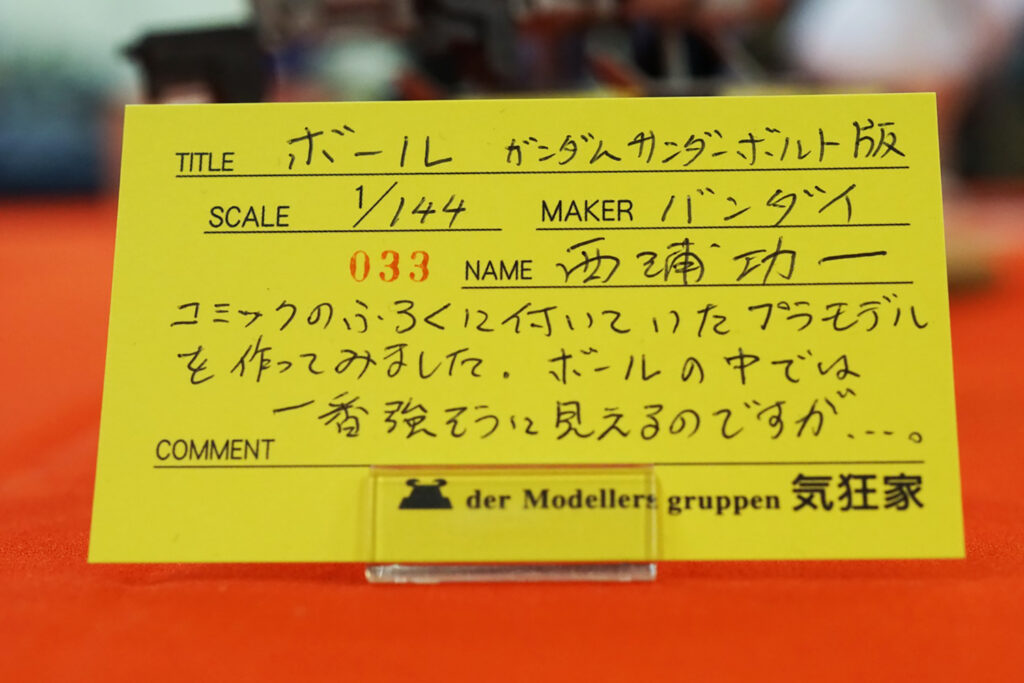 TITLE ボール ガンダムサンダーボルト版
SCALE 1/144 MAKER バンダイ
033 NAME 西浦功一
コミックのふろくに付いていたプラモデル
を作ってみました。ボールの中では
一番強そうに見えるのですが....。
COMMENT
der Modellers gruppen 気狂家